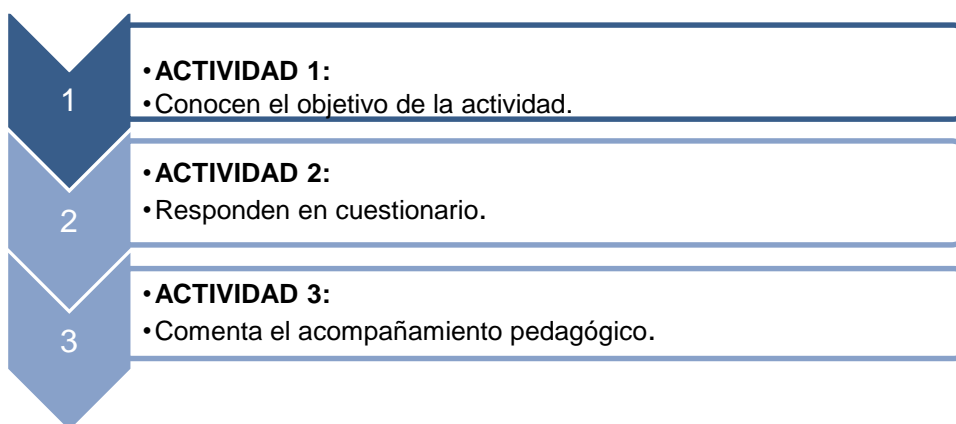 1
•ACTIVIDAD 1:
•Conocen el objetivo de la actividad.
2
•ACTIVIDAD 2:
•Responden en cuestionario.
3
•ACTIVIDAD 3:
•Comenta el acompañamiento pedagógico.